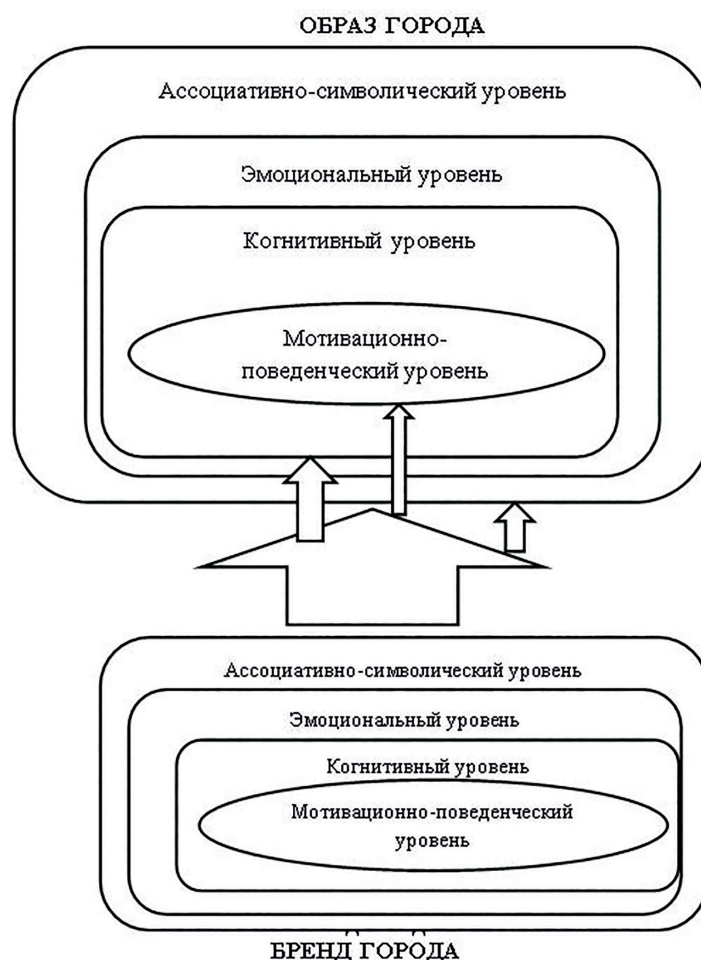 ОБРАЗ ГОРОДА
Ассоциативно-символический уровень
Эмоциональный уровень
Когнитивный уровень
Мотивационно-
поведенческий уровень
Ассоциативно-символический уровень
Эмоциональный уровень
Когнитивный уровень
Мотивационно-поведенческий
уровень
БРЕНД ГОРОДА